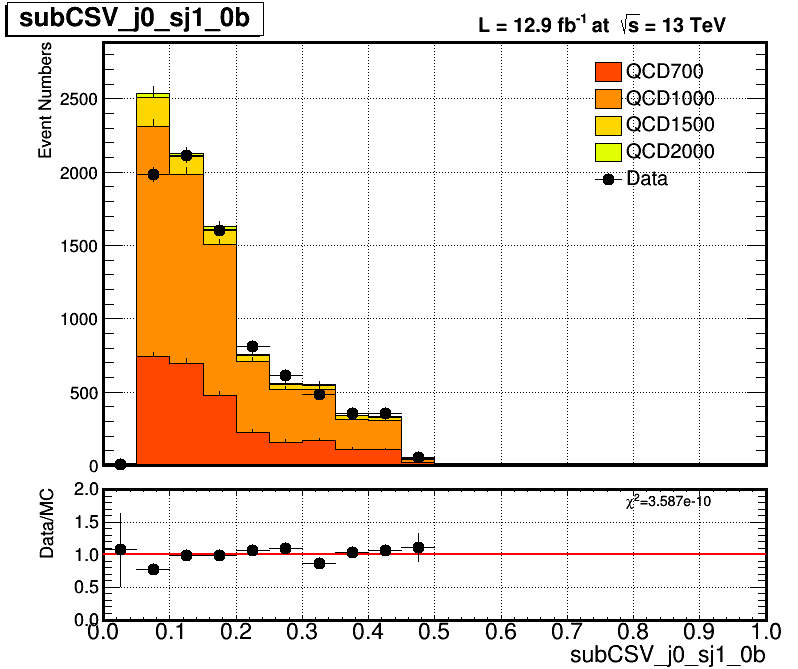 subCSV_j0_sj1_0b
L = 12.9 fb⁻¹ at √s = 13 TeV
Event Numbers
2500
2000
1500
1000
500
0
QCD700
QCD1000
QCD1500
QCD2000
Data
Data/MC
2.0
1.5
1.0
0.5
0.0
χ²=3.587e-10
0.0 0.1 0.2 0.3 0.4 0.5 0.6 0.7 0.8 0.9 1.0
subCSV_j0_sj1_0b